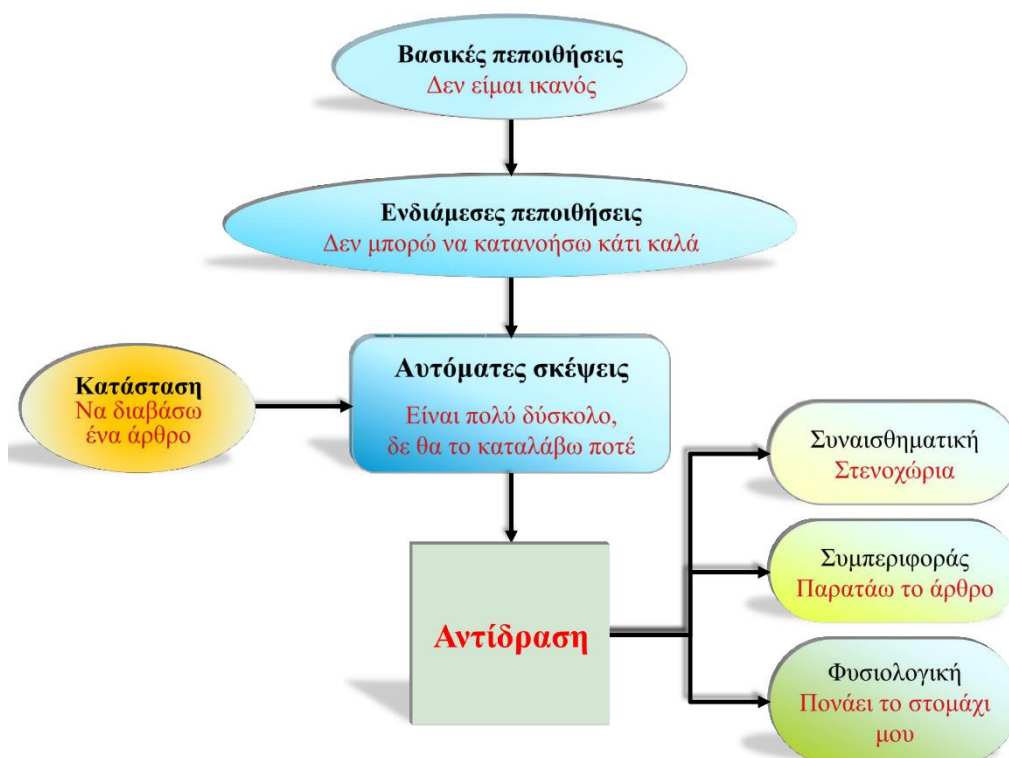 Βασικές πεποιθήσεις
Δεν είμαι ικανός
Ενδιάμεσες πεποιθήσεις
Δεν μπορώ να κατανοήσω κάτι καλά
Κατάσταση
Να διαβάσω
ένα άρθρο
Αυτόματες σκέψεις
Είναι πολύ δύσκολο,
δε θα το καταλάβω ποτέ
Αντίδραση
Συναισθηματική
Στενοχώρια
Συμπεριφοράς
Παρατάω το άρθρο
Φυσιολογική
Πονάει το στομάχι
μου